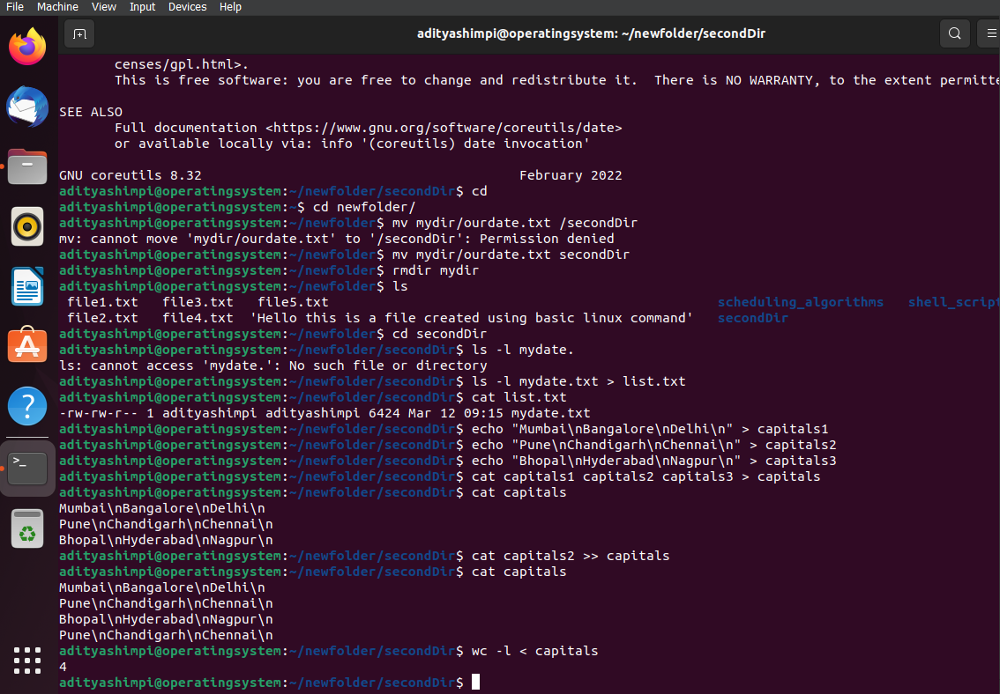 File Machine View Input Devices Help
adityashimpi@operatingsystem: ~/newfolder/secondDir
censes/gpl.html>.
This is free software: you are free to change and redistribute it.  There is NO WARRANTY, to the extent permitte
SEE ALSO
Full documentation <https://www.gnu.org/software/coreutils/date>
or available locally via: info '(coreutils) date invocation'
GNU coreutils 8.32 February 2022
adityashimpi@operatingsystem:~/newfolder/secondDir$ cd
adityashimpi@operatingsystem:~$ cd newfolder/
adityashimpi@operatingsystem:~/newfolder$ mv mydir/ourdate.txt /secondDir
mv: cannot move 'mydir/ourdate.txt' to '/secondDir': Permission denied
adityashimpi@operatingsystem:~/newfolder$ mv mydir/ourdate.txt secondDir
adityashimpi@operatingsystem:~/newfolder$ rmdir mydir
adityashimpi@operatingsystem:~/newfolder$ ls
file1.txt file3.txt file5.txt scheduling_algorithms shell_script
file2.txt file4.txt 'Hello this is a file created using basic linux command' secondDir
adityashimpi@operatingsystem:~/newfolder$ cd secondDir
adityashimpi@operatingsystem:~/newfolder/secondDir$ ls -l mydate.
ls: cannot access 'mydate.': No such file or directory
adityashimpi@operatingsystem:~/newfolder/secondDir$ ls -l mydate.txt > list.txt
adityashimpi@operatingsystem:~/newfolder/secondDir$ cat list.txt
-rw-rw-r-- 1 adityashimpi adityashimpi 6424 Mar 12 09:15 mydate.txt
adityashimpi@operatingsystem:~/newfolder/secondDir$ echo "Mumbai\nBangalore\nDelhi\n" > capitals1
adityashimpi@operatingsystem:~/newfolder/secondDir$ echo "Pune\nChandigarh\nChennai\n" > capitals2
adityashimpi@operatingsystem:~/newfolder/secondDir$ echo "Bhopal\nHyderabad\nNagpur\n" > capitals3
adityashimpi@operatingsystem:~/newfolder/secondDir$ cat capitals1 capitals2 capitals3 > capitals
adityashimpi@operatingsystem:~/newfolder/secondDir$ cat capitals
Mumbai\nBangalore\nDelhi\n
Pune\nChandigarh\nChennai\n
Bhopal\nHyderabad\nNagpur\n
adityashimpi@operatingsystem:~/newfolder/secondDir$ cat capitals2 >> capitals
adityashimpi@operatingsystem:~/newfolder/secondDir$ cat capitals
Mumbai\nBangalore\nDelhi\n
Pune\nChandigarh\nChennai\n
Bhopal\nHyderabad\nNagpur\n
Pune\nChandigarh\nChennai\n
adityashimpi@operatingsystem:~/newfolder/secondDir$ wc -l < capitals
4
adityashimpi@operatingsystem:~/newfolder/secondDir$